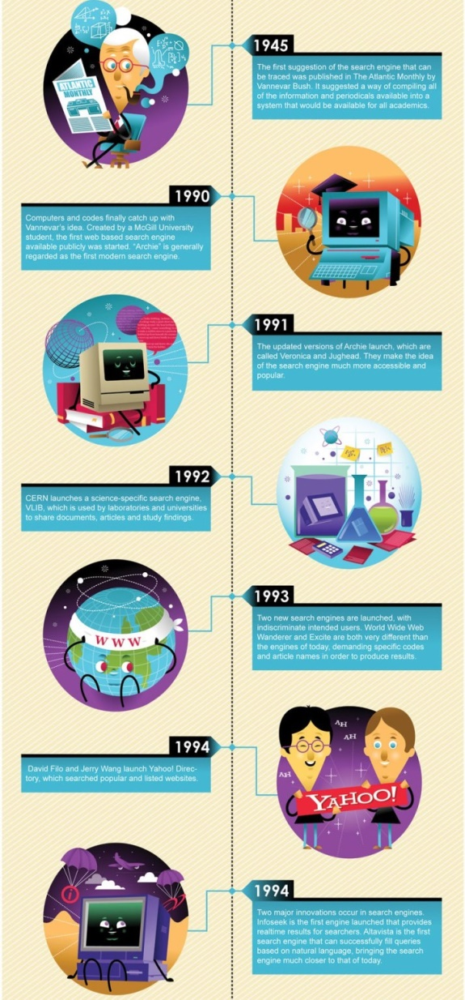 1945
The first suggestion of the search engine that can
be traced was published in The Atlantic Monthly by
Vannevar Bush. It suggested a way of compiling all
of the information and periodicals available into a
system that would be available for all academics.
ATLANTIC
MONTHLY
1990
Computers and codes finally catch up with
Vannevar's idea. Created by a McGill University
student, the first web based search engine
available publicly was started. "Archie" is generally
regarded as the first modern search engine.
1991
The updated versions of Archie launch, which are
called Veronica and Jughead. They make the idea
of the search engine much more accessible and
popular.
1992
CERN launches a science-specific search engine,
VLIB, which is used by laboratories and universities
to share documents, articles and study findings.
1993
Two new search engines are launched, with
indiscriminate intended users. World Wide Web
Wanderer and Excite are both very different than
the engines of today, demanding specific codes
and article names in order to produce results.
WWW
1994
David Filo and Jerry Wang launch Yahoo! Direc-
tory, which searched popular and listed websites.
AH
AH
AH
YAHOO!
1994
Two major innovations occur in search engines.
Infoseek is the first engine launched that provides
realtime results for searchers. Altavista is the first
search engine that can successfully fill queries
based on natural language, bringing the search
engine much closer to that of today.
i